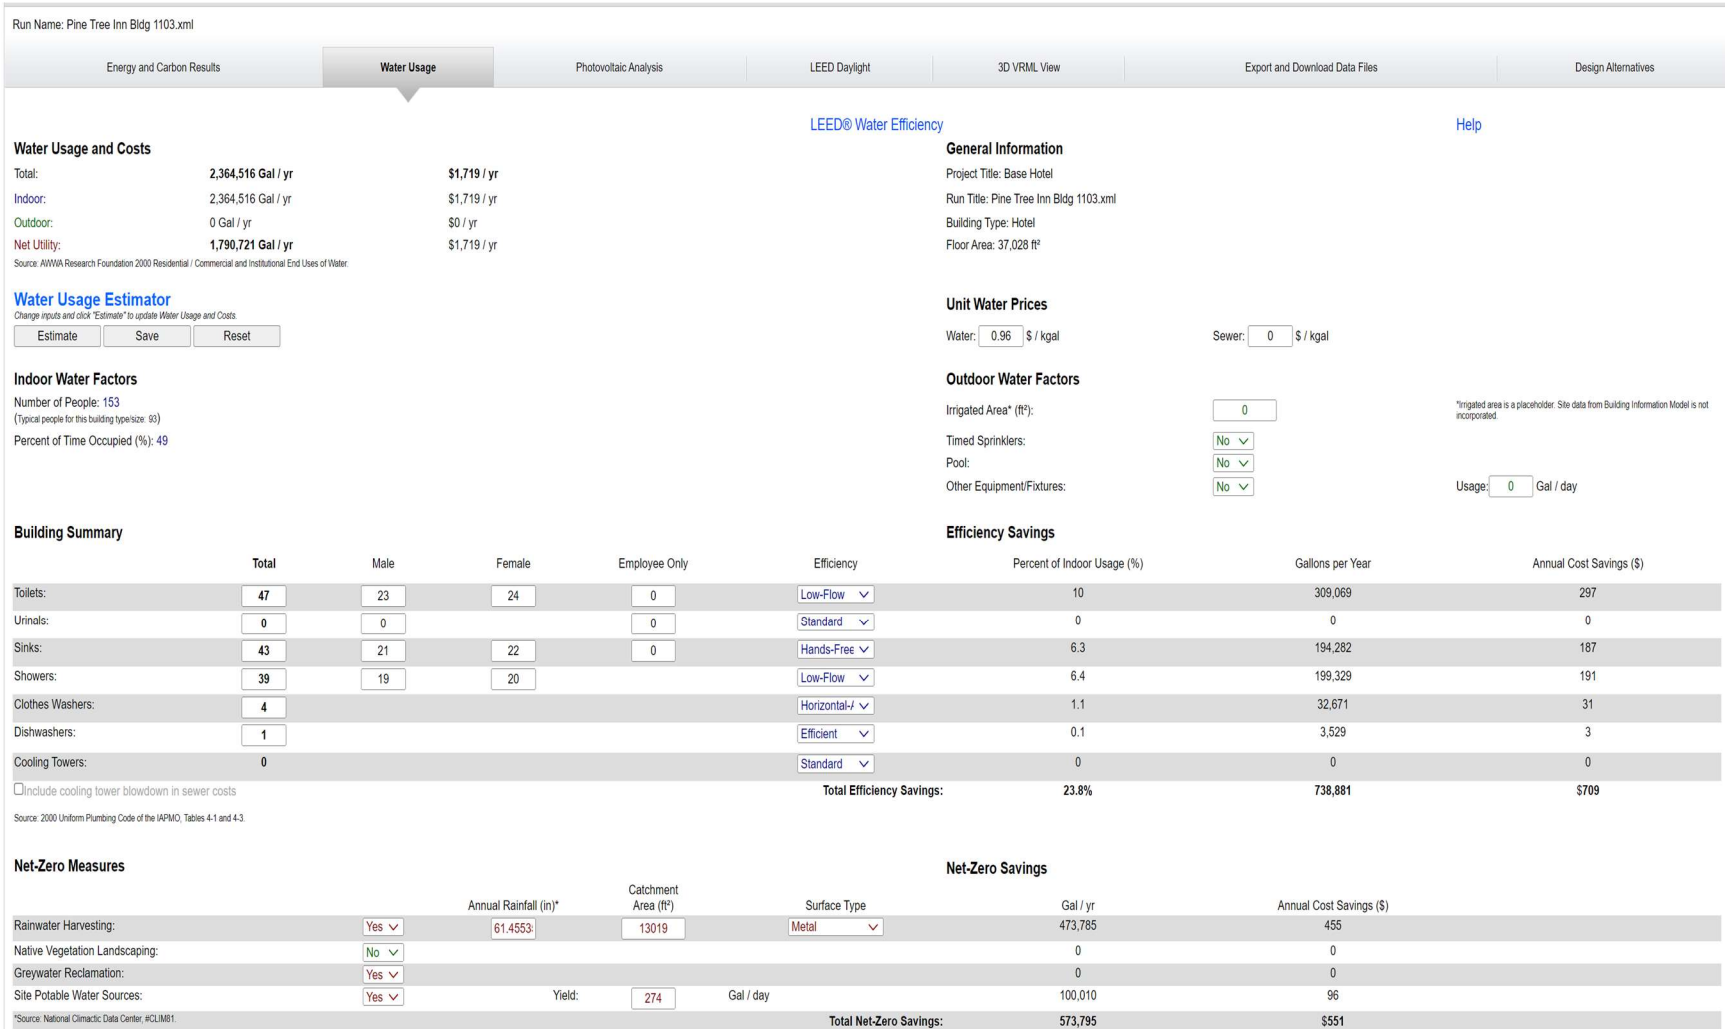 Run Name: Pine Tree Inn Bldg 1103.xml
Energy and Carbon Results Water Usage Photovoltaic Analysis LEED Daylight 3D VRML View Export and Download Data Files Design Alternatives
LEED® Water Efficiency Help
Water Usage and Costs General Information
Total: 2,364,516 Gal / yr $1,719 / yr Project Title: Base Hotel
Indoor: 2,364,516 Gal / yr $1,719 / yr Run Title: Pine Tree Inn Bldg 1103.xml
Outdoor: 0 Gal / yr $0 / yr Building Type: Hotel
Net Utility: 1,790,721 Gal / yr $1,719 / yr Floor Area: 37,028 ft²
Source: AWWA Research Foundation 2000 Residential / Commercial and Institutional End Uses of Water.
Water Usage Estimator Unit Water Prices
Change inputs and click "Estimate" to update Water Usage and Costs.
Estimate Save Reset Water: 0.96 $ / kgal Sewer: 0 $ / kgal
Indoor Water Factors Outdoor Water Factors
Number of People: 153 Irrigated Area* (ft²): 0 *Irrigated area is a placeholder. Site data from Building Information Model is not
(Typical people for this building type/size: 93) incorporated.
Percent of Time Occupied (%): 49 Timed Sprinklers: No
Pool: No
Other Equipment/Fixtures: No Usage: 0 Gal / day
Building Summary Efficiency Savings
Total Male Female Employee Only Efficiency Percent of Indoor Usage (%) Gallons per Year Annual Cost Savings ($)
Toilets: 47 23 24 0 Low-Flow 10 309,069 297
Urinals: 0 0 0 Standard 0 0 0
Sinks: 43 21 22 0 Hands-Free 6.3 194,282 187
Showers: 39 19 20 Low-Flow 6.4 199,329 191
Clothes Washers: 4 Horizontal-A 1.1 32,671 31
Dishwashers: 1 Efficient 0.1 3,529 3
Cooling Towers: 0 Standard 0 0 0
Include cooling tower blowdown in sewer costs Total Efficiency Savings: 23.8% 738,881 $709
Source: 2000 Uniform Plumbing Code of the IAPMO, Tables 4-1 and 4-3.
Net-Zero Measures Net-Zero Savings
Annual Rainfall (in)* Catchment Area (ft²) Surface Type Gal / yr Annual Cost Savings ($)
Rainwater Harvesting: Yes 61.4553 13019 Metal 473,785 455
Native Vegetation Landscaping: No 0 0
Greywater Reclamation: Yes 0 0
Site Potable Water Sources: Yes Yield: 274 Gal / day 100,010 96
*Source: National Climactic Data Center, #CLIM81. Total Net-Zero Savings: 573,795 $551